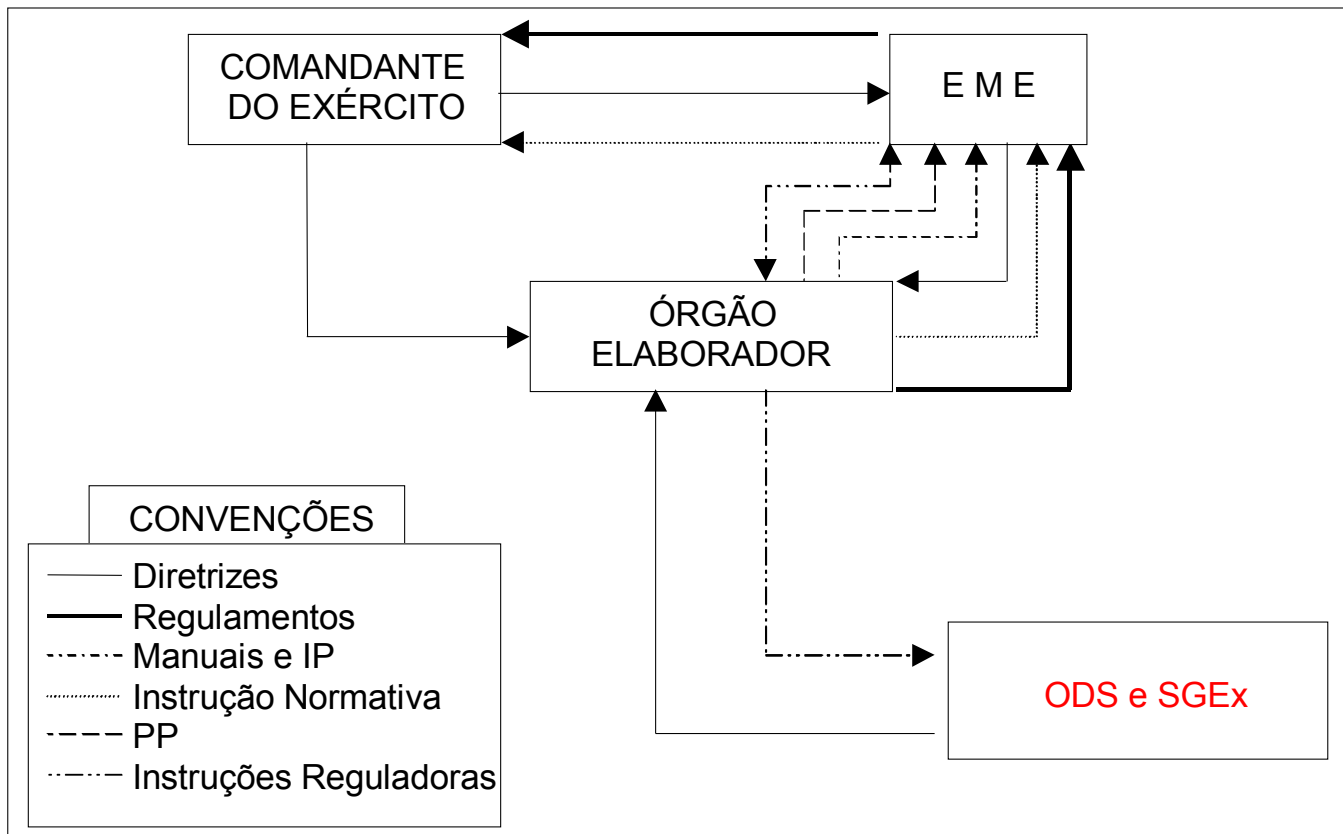 COMANDANTE
DO EXÉRCITO
E M E
ÓRGÃO
ELABORADOR
CONVENÇÕES
Diretrizes
Regulamentos
Manuais e IP
Instrução Normativa
PP
Instruções Reguladoras
ODS e SGEx